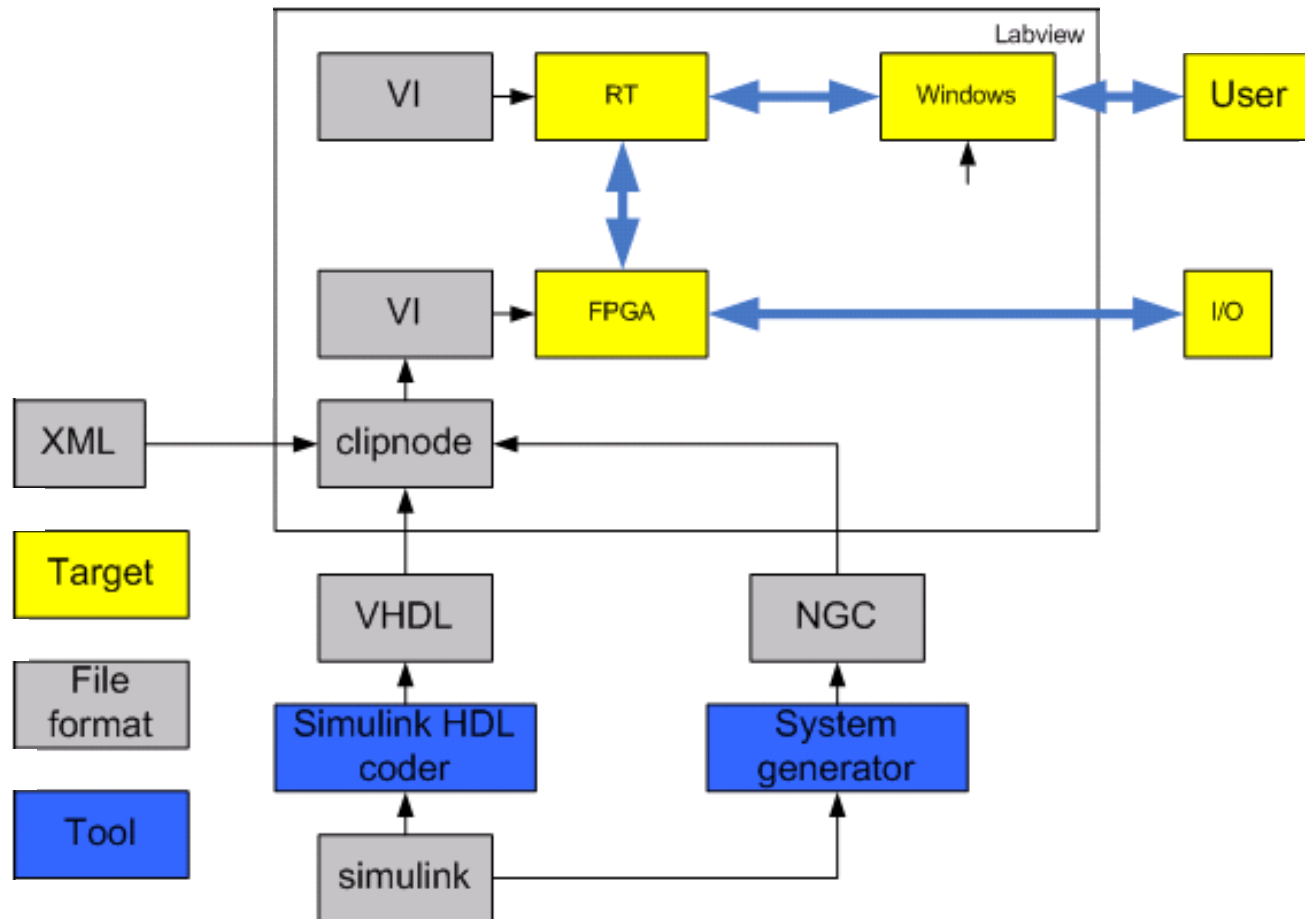 Labview
VI
RT
Windows
User
VI
FPGA
I/O
XML
clipnode
Target
VHDL
NGC
File
format
Simulink HDL
coder
System
generator
Tool
simulink